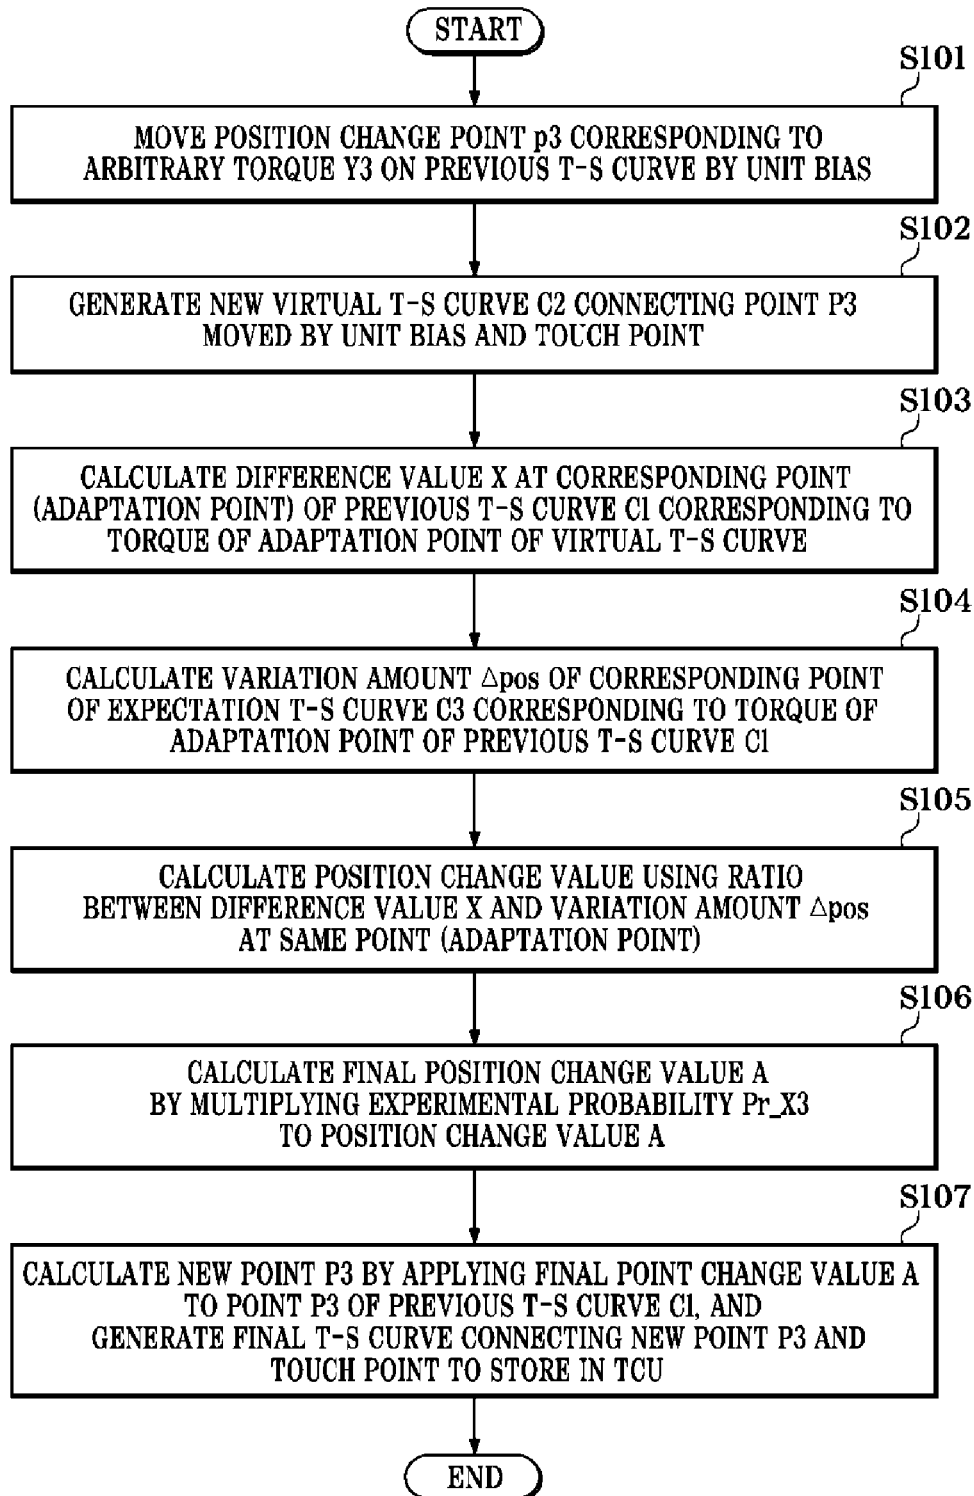 START
S101
MOVE POSITION CHANGE POINT p3 CORRESPONDING TO
ARBITRARY TORQUE Y3 ON PREVIOUS T-S CURVE BY UNIT BIAS
S102
GENERATE NEW VIRTUAL T-S CURVE C2 CONNECTING POINT P3
MOVED BY UNIT BIAS AND TOUCH POINT
S103
CALCULATE DIFFERENCE VALUE X AT CORRESPONDING POINT
(ADAPTATION POINT) OF PREVIOUS T-S CURVE C1 CORRESPONDING TO
TORQUE OF ADAPTATION POINT OF VIRTUAL T-S CURVE
S104
CALCULATE VARIATION AMOUNT △pos OF CORRESPONDING POINT
OF EXPECTATION T-S CURVE C3 CORRESPONDING TO TORQUE OF
ADAPTATION POINT OF PREVIOUS T-S CURVE C1
S105
CALCULATE POSITION CHANGE VALUE USING RATIO
BETWEEN DIFFERENCE VALUE X AND VARIATION AMOUNT △pos
AT SAME POINT (ADAPTATION POINT)
S106
CALCULATE FINAL POSITION CHANGE VALUE A
BY MULTIPLYING EXPERIMENTAL PROBABILITY Pr_X3
TO POSITION CHANGE VALUE A
S107
CALCULATE NEW POINT P3 BY APPLYING FINAL POINT CHANGE VALUE A
TO POINT P3 OF PREVIOUS T-S CURVE C1, AND
GENERATE FINAL T-S CURVE CONNECTING NEW POINT P3 AND
TOUCH POINT TO STORE IN TCU
END